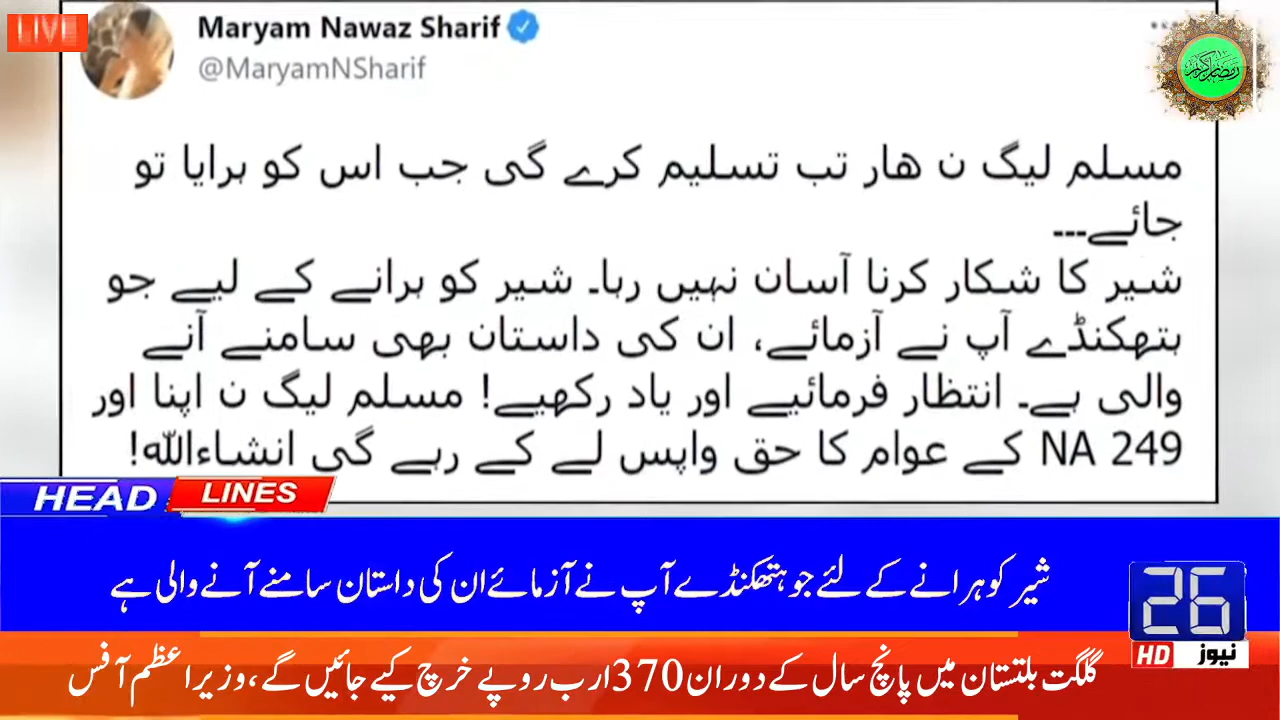 LIVE
Maryam Nawaz Sharif
@MaryamNSharif
رمضان كريم
مسلم لیگ ن ھار تب تسلیم کرے گی جب اس کو ہرایا تو
جائے۔۔۔
شیر کا شکار کرنا آسان نہیں رہا۔ شیر کو ہرانے کے لیے جو
ہتھکنڈے آپ نے آزمائے، ان کی داستان بھی سامنے آنے
والی ہے۔ انتظار فرمائیے اور یاد رکھیے! مسلم لیگ ن اپنا اور
NA 249 کے عوام کا حق واپس لے کے رہے گی انشاءاللہ!
HEAD LINES
شیر کو ہرانے کے لئے جو ہتھکنڈے آپ نے آزمائے ان کی داستان سامنے آنے والی ہے
26
HD نیوز
گلگت بلتستان میں پانچ سال کے دوران 370 ارب روپے خرچ کیے جائیں گے، وزیراعظم آفس